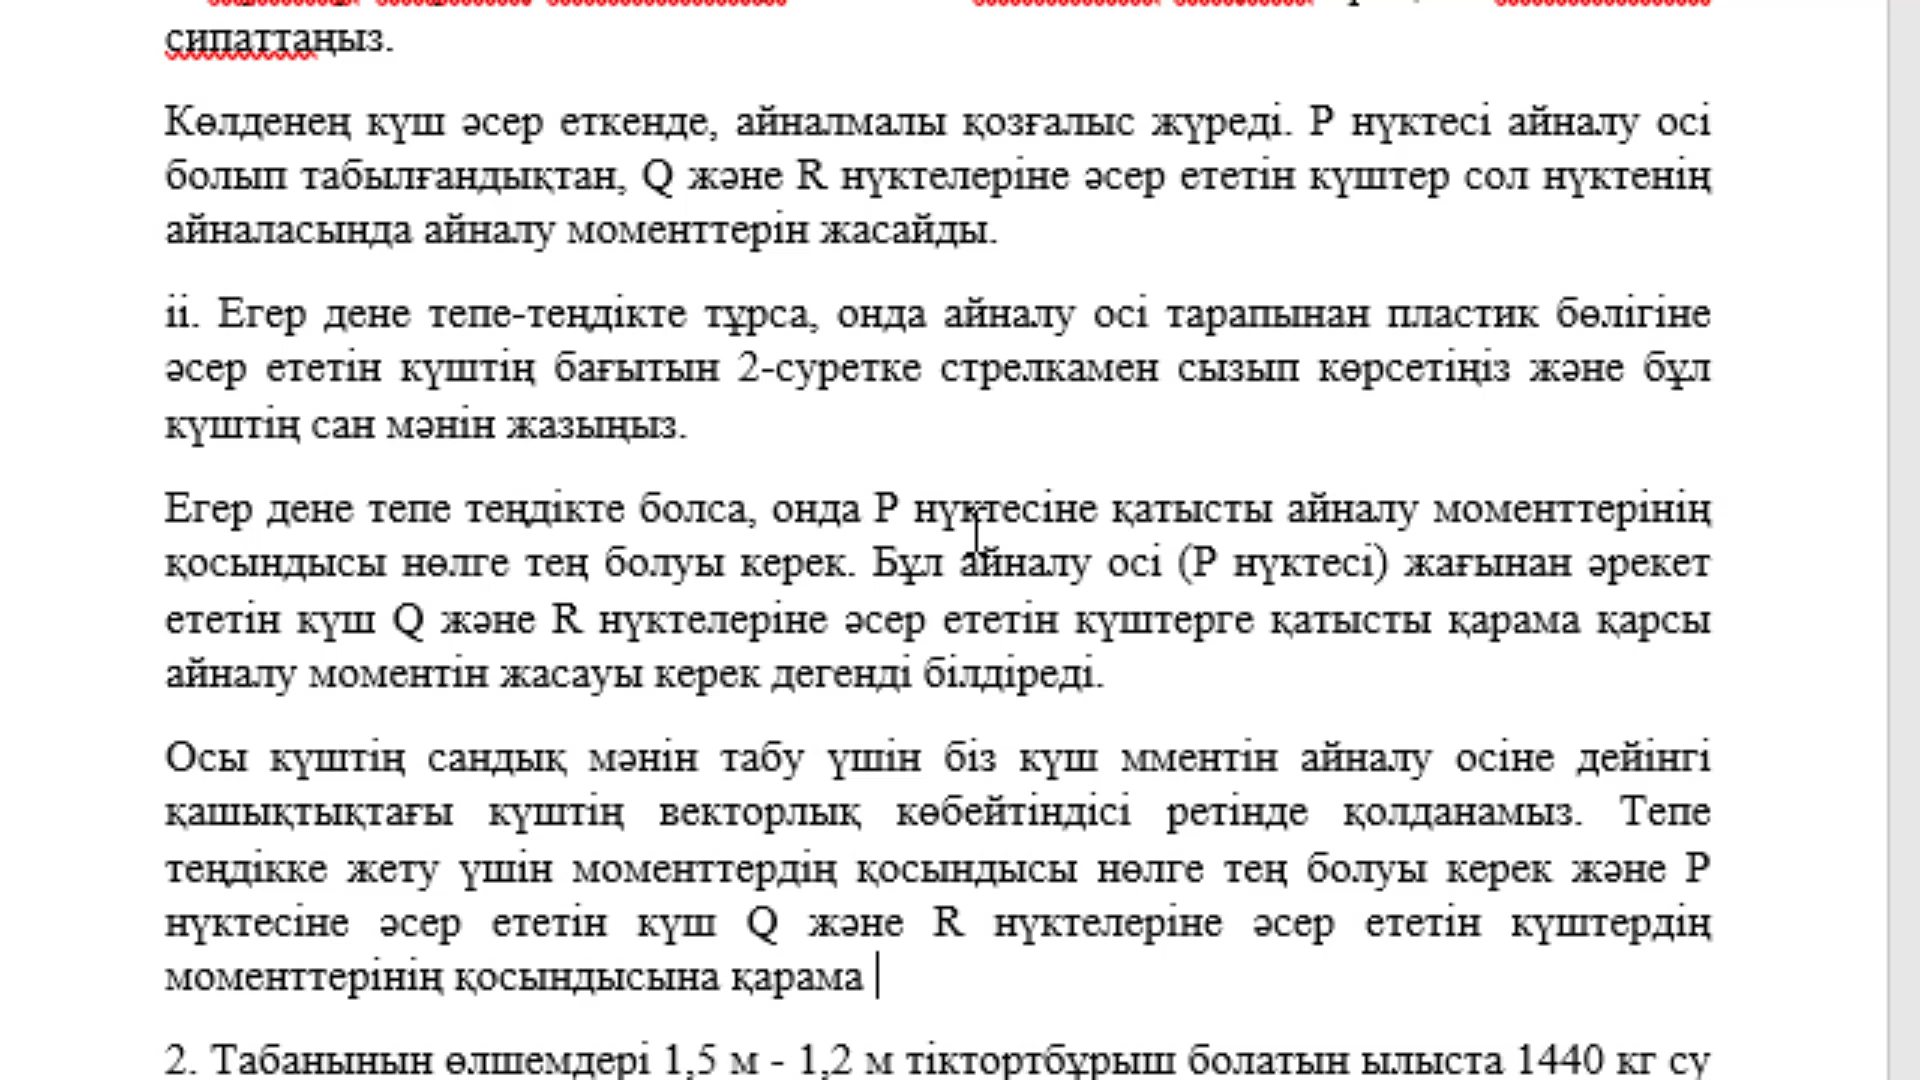 сипаттаңыз.
Көлденең күш әсер еткенде, айналмалы қозғалыс жүреді. Р нүктесі айналу осі
болып табылғандықтан, Q және R нүктелеріне әсер ететін күштер сол нүктенің
айналасында айналу моменттерін жасайды.
іі. Егер дене тепе-теңдікте тұрса, онда айналу осі тарапынан пластик бөлігіне
әсер ететін күштің бағытын 2-суретке стрелкамен сызып көрсетіңіз және бұл
күштің сан мәнін жазыңыз.
Егер дене тепе теңдікте болса, онда Р нүктесіне қатысты айналу моменттерінің
қосындысы нөлге тең болуы керек. Бұл айналу осі (Р нүктесі) жағынан әрекет
ететін күш Q және R нүктелеріне әсер ететін күштерге қатысты қарама қарсы
айналу моментін жасауы керек дегенді білдіреді.
Осы күштің сандық мәнін табу үшін біз күш мментін айналу осіне дейінгі
қашықтықтағы күштің векторлық көбейтіндісі ретінде қолданамыз. Тепе
теңдікке жету үшін моменттердің қосындысы нөлге тең болуы керек және Р
нүктесіне әсер ететін күш Q және R нүктелеріне әсер ететін күштердің
моменттерінің қосындысына қарама
2. Табанынын өлшемдері 1,5 м - 1,2 м тіктортбұрыш болатын ылыста 1440 кг су